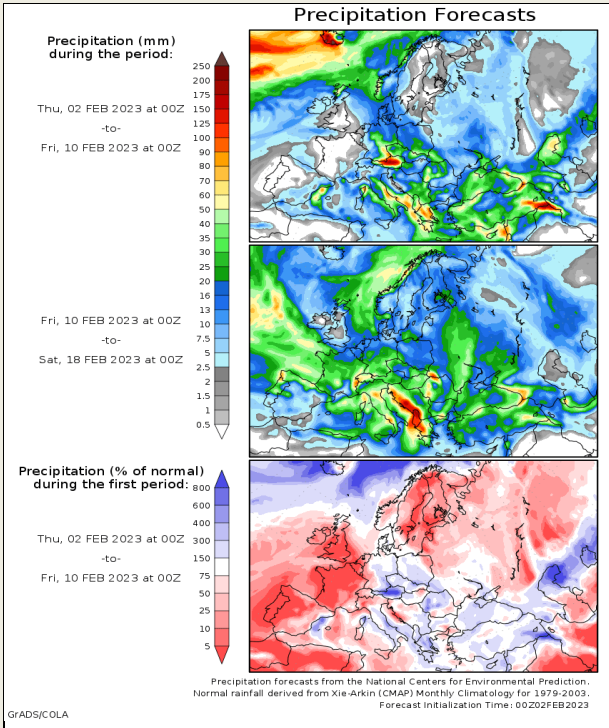 Precipitation Forecasts
Precipitation (mm)
during the period:
Thu, 02 FEB 2023 at 00Z
-to-
Fri, 10 FEB 2023 at 00Z
250
200
175
150
125
100
90
80
70
60
50
40
35
30
25
20
16
13
10
7.5
5
2.5
2
1.5
1
0.5
Fri, 10 FEB 2023 at 00Z
-to-
Sat, 18 FEB 2023 at 00Z
Precipitation (% of normal)
during the first period:
Thu, 02 FEB 2023 at 00Z
-to-
Fri, 10 FEB 2023 at 00Z
800
600
400
300
150
75
50
25
10
5
Precipitation forecasts from the National Centers for Environmental Prediction.
Normal rainfall derived from Xie-Arkin (CMAP) Monthly Climatology for 1979-2003.
Forecast Initialization Time: 00Z02FEB2023
GrADS/COLA